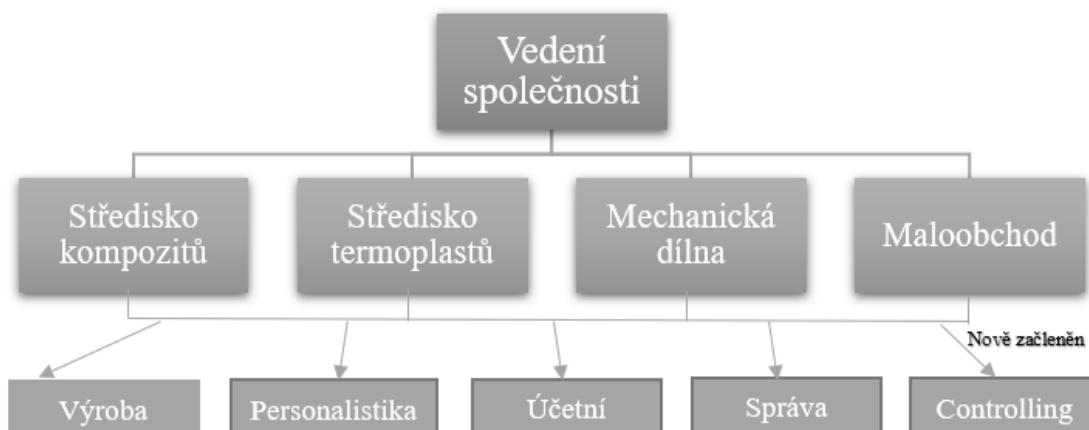 Vedení
společnosti
Středisko
kompozitů
Středisko
termoplastů
Mechanická
dílna
Maloobchod
Nově začleněn
Výroba
Personalistika
Účetní
Správa
Controlling